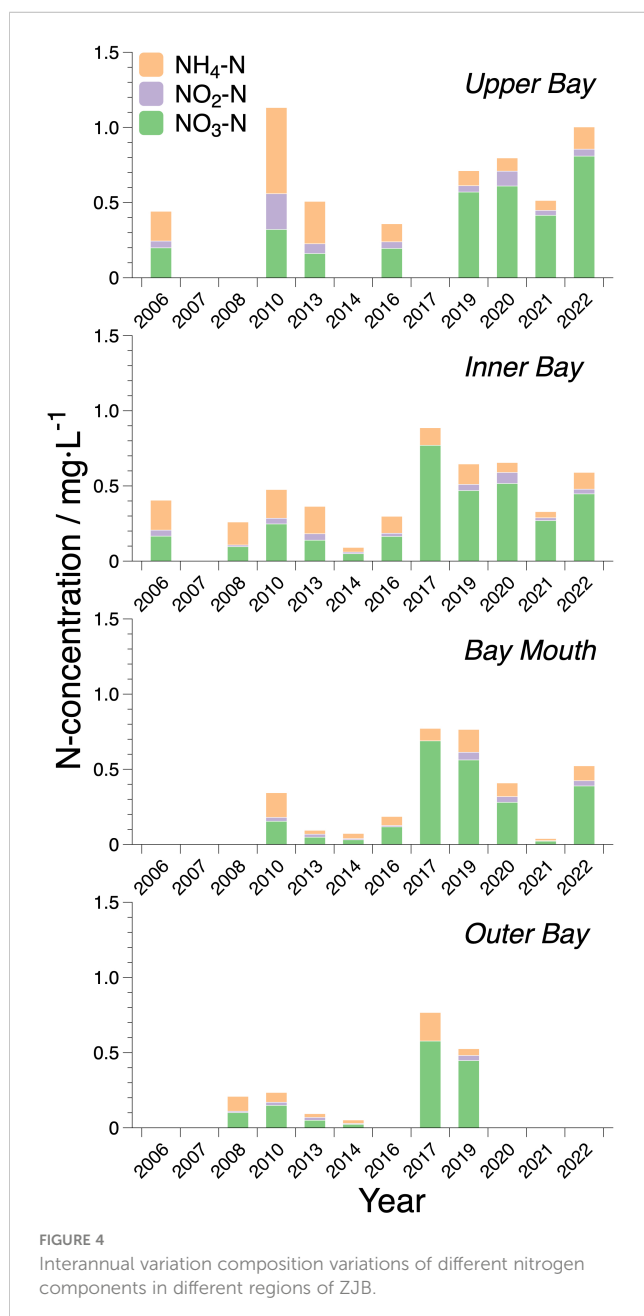 1.5
NH₄-N
Upper Bay
NO₂-N
1.0
NO₃-N
0.5
0
2006 2007 2008 2010 2013 2014 2016 2017 2019 2020 2021 2022
1.5
Inner Bay
1.0
0.5
0
2006 2007 2008 2010 2013 2014 2016 2017 2019 2020 2021 2022
N-concentration / mg·L⁻¹
1.5
Bay Mouth
1.0
0.5
0
2006 2007 2008 2010 2013 2014 2016 2017 2019 2020 2021 2022
1.5
Outer Bay
1.0
0.5
0
2006 2007 2008 2010 2013 2014 2016 2017 2019 2020 2021 2022
Year
FIGURE 4
Interannual variation composition variations of different nitrogen
components in different regions of ZJB.